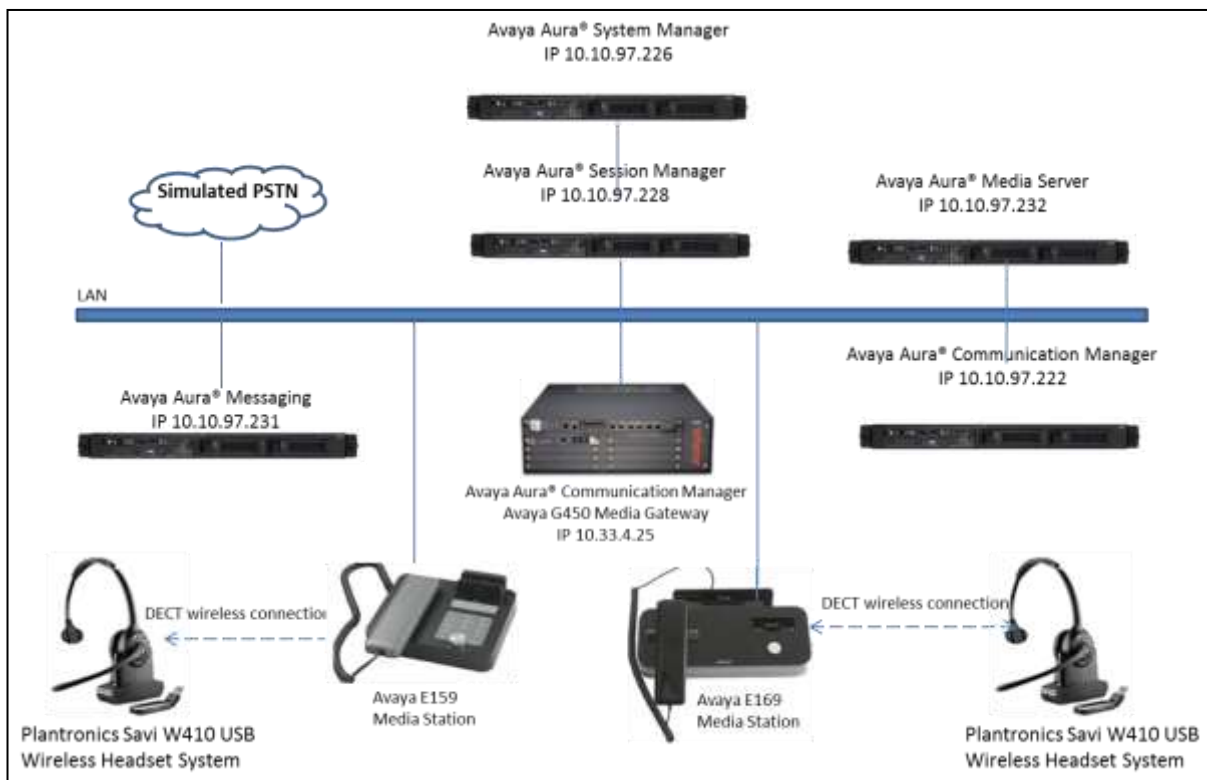 Avaya Aura® System Manager
IP 10.10.97.226
Simulated PSTN
Avaya Aura® Session Manager
IP 10.10.97.228
Avaya Aura® Media Server
IP 10.10.97.232
LAN
Avaya Aura® Messaging
IP 10.10.97.231
Avaya Aura® Communication Manager
IP 10.10.97.222
Avaya Aura® Communication Manager
Avaya G450 Media Gateway
IP 10.33.4.25
DECT wireless connection
DECT wireless connection
Avaya E159
Media Station
Avaya E169
Media Station
Plantronics Savi W410 USB
Wireless Headset System
Plantronics Savi W410 USB
Wireless Headset System